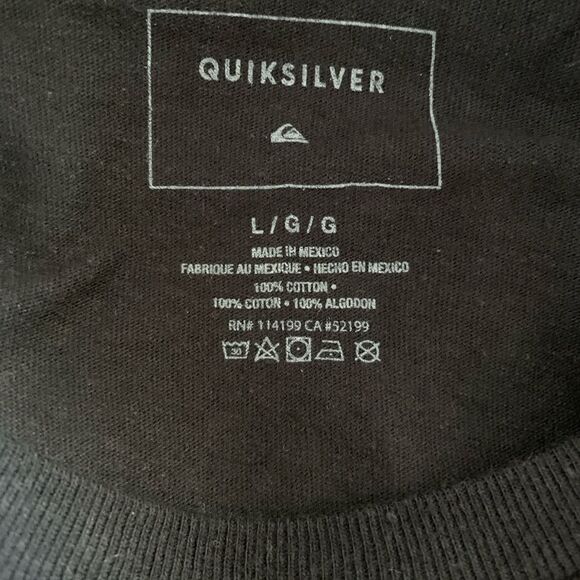 QUIKSILVER
L/G/G
MADE IN MEXICO
FABRIQUE AU MEXIQUE • HECHO EN MEXICO
100% COTTON •
100% COTON • 100% ALGODON
RN# 114199 CA #52199
30